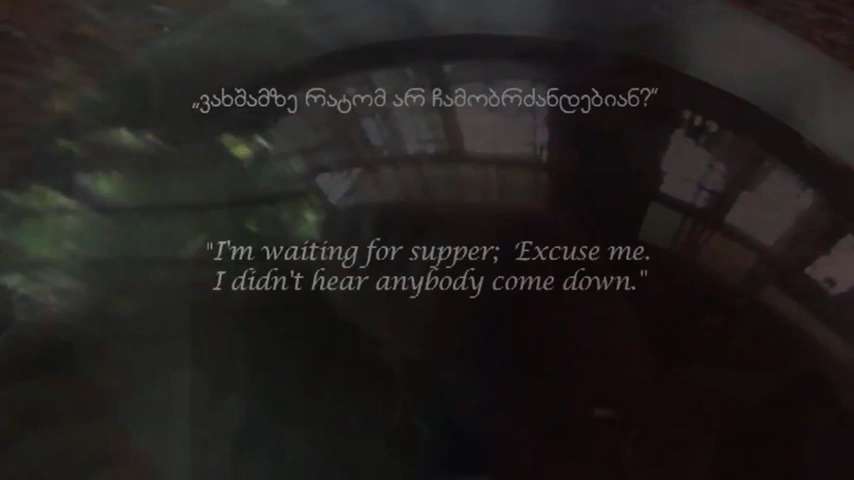 „ვახშამზე რატომ არ ჩამობრძანდებიან?“
"I'm waiting for supper;  Excuse me.
I didn't hear anybody come down."